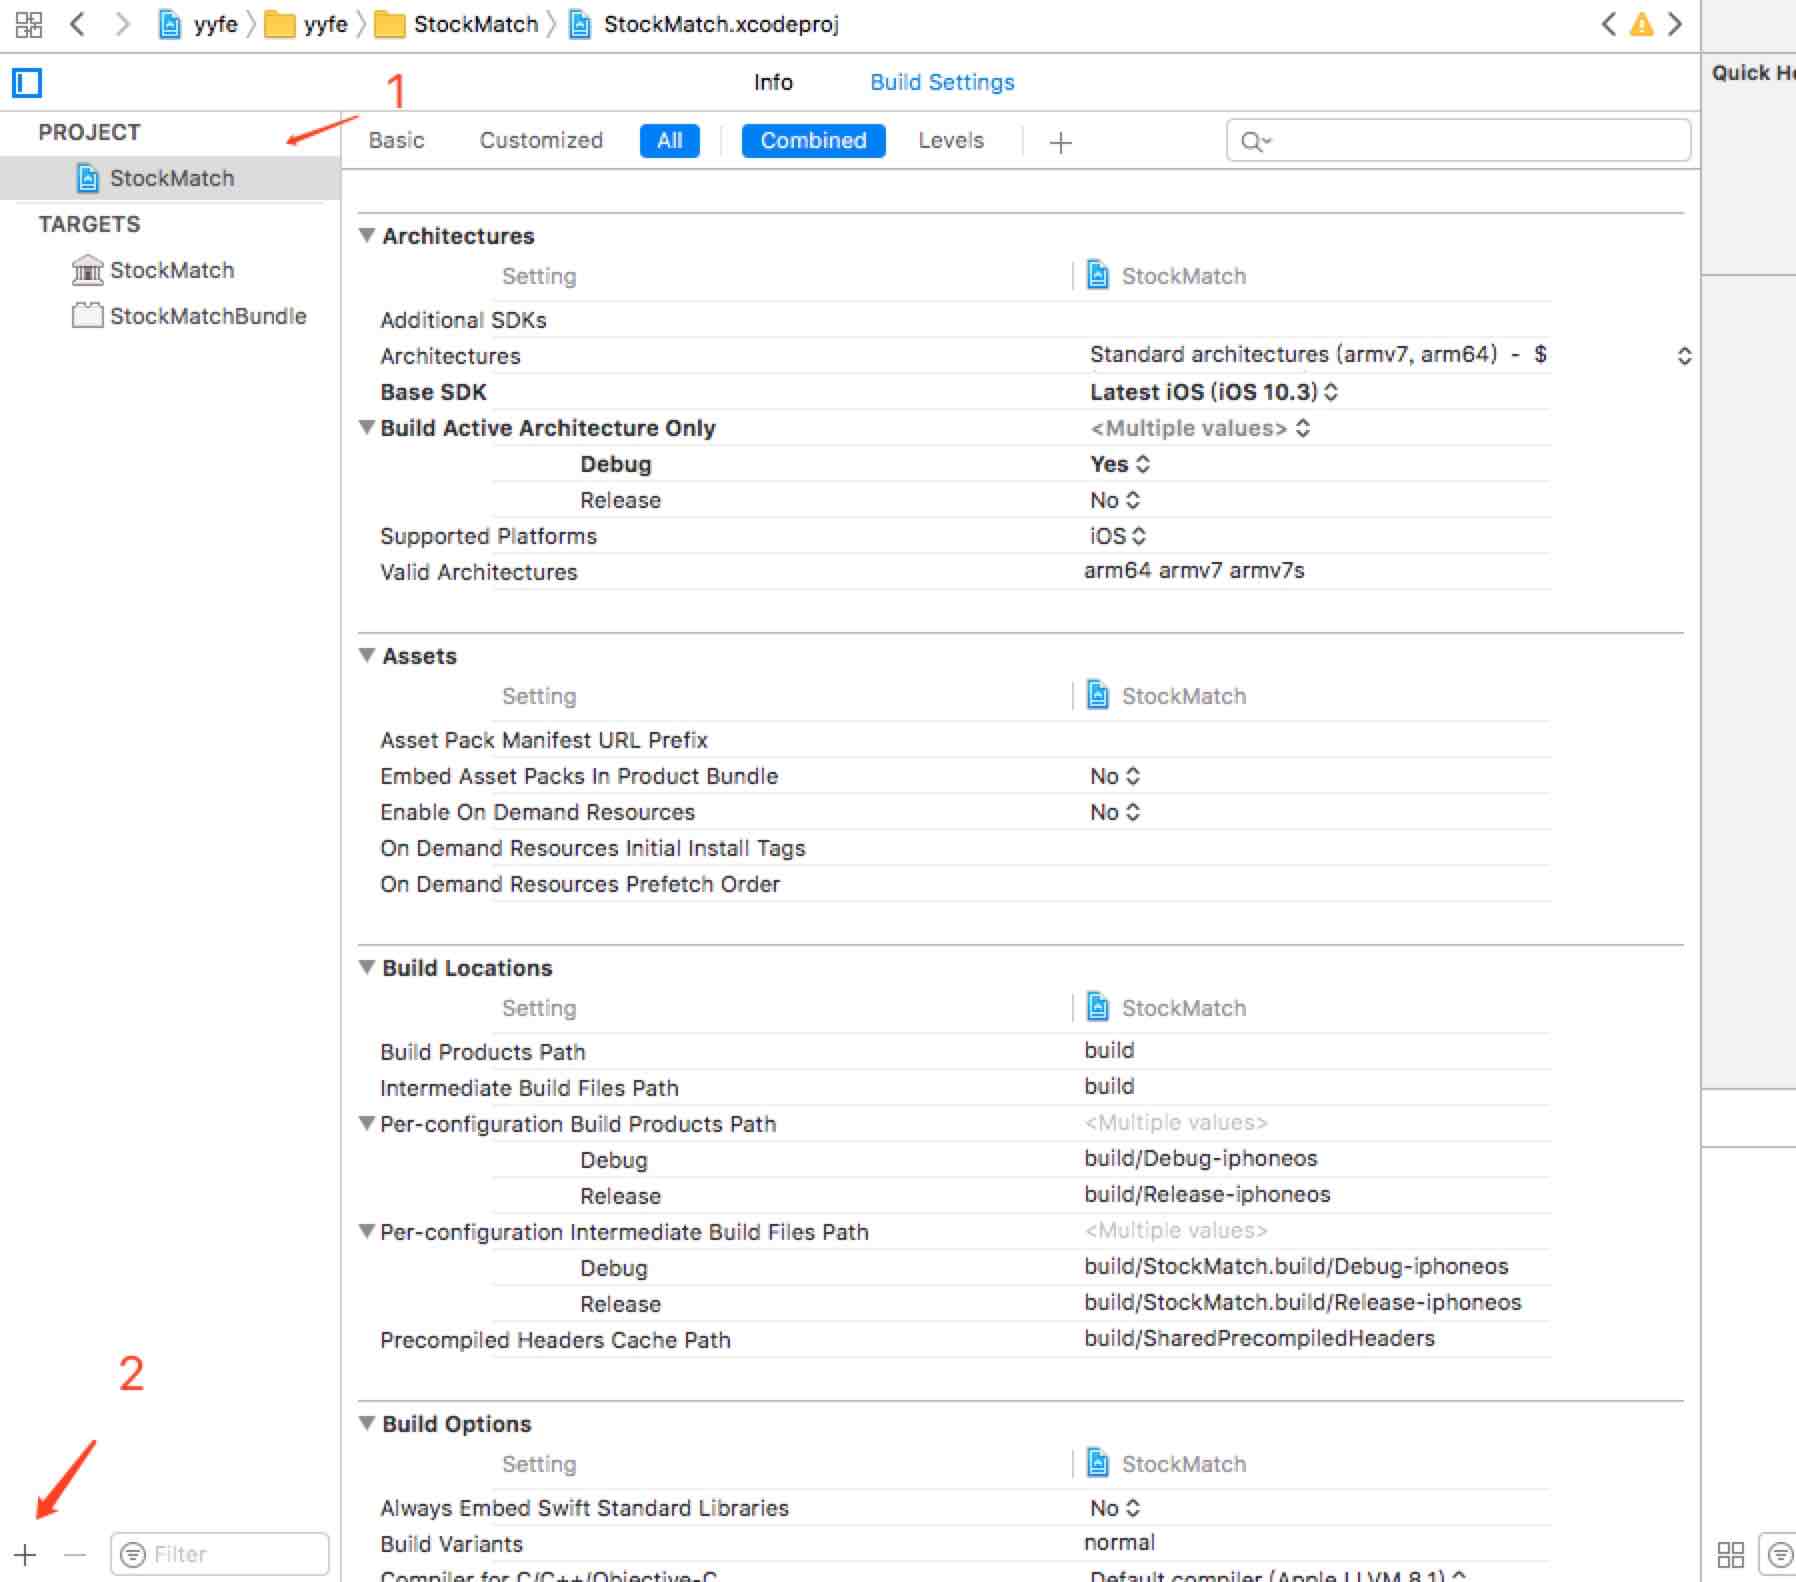 yyfe yyfe StockMatch StockMatch.xcodeproj
Quick He
Info Build Settings
1
PROJECT
Basic Customized All Combined Levels
StockMatch
TARGETS
StockMatch
StockMatchBundle
Architectures
Setting StockMatch
Additional SDKs
Architectures Standard architectures (armv7, arm64) - $
Base SDK Latest iOS (iOS 10.3)
Build Active Architecture Only <Multiple values>
Debug Yes
Release No
Supported Platforms iOS
Valid Architectures arm64 armv7 armv7s
Assets
Setting StockMatch
Asset Pack Manifest URL Prefix
Embed Asset Packs In Product Bundle No
Enable On Demand Resources No
On Demand Resources Initial Install Tags
On Demand Resources Prefetch Order
Build Locations
Setting StockMatch
Build Products Path build
Intermediate Build Files Path build
Per-configuration Build Products Path <Multiple values>
Debug build/Debug-iphoneos
Release build/Release-iphoneos
Per-configuration Intermediate Build Files Path <Multiple values>
Debug build/StockMatch.build/Debug-iphoneos
Release build/StockMatch.build/Release-iphoneos
Precompiled Headers Cache Path build/SharedPrecompiledHeaders
2
Build Options
Setting StockMatch
Always Embed Swift Standard Libraries No
Build Variants normal
Filter
Compiler for C/C++/Objective-C Default compiler (Apple LLVM 8.1)